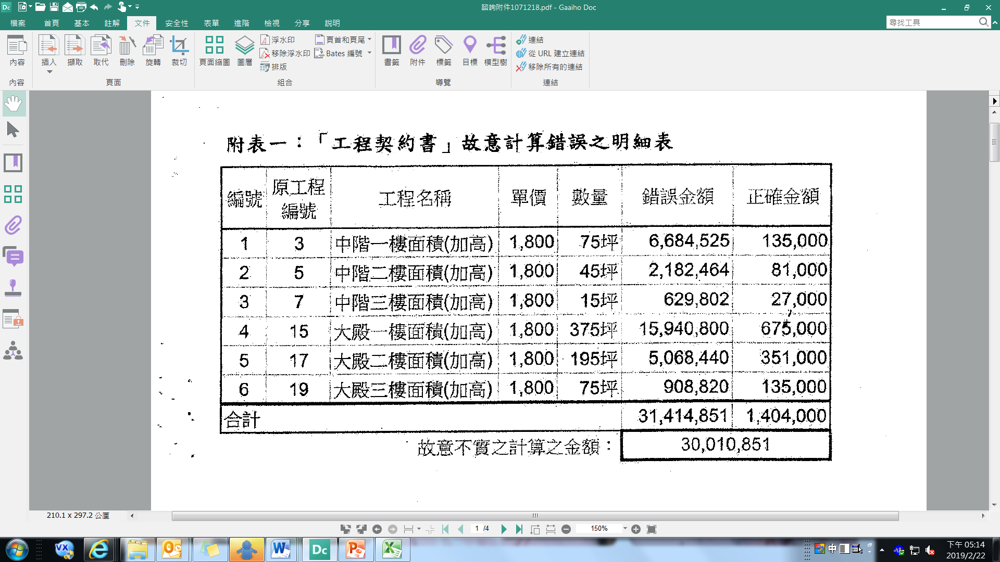 諮詢附件1071218.pdf - Gaaiho Doc
檔案 首頁 基本 註解 文件 安全性 表單 進階 檢視 分享 說明
尋找工具
內容 插入 擷取 取代 刪除 旋轉 裁切 頁面縮圖 圖層 浮水印 頁首和頁尾 書籤 附件 標籤 目標 模型樹 連結
移除浮水印 Bates 編號 從 URL 建立連結
排版 移除所有的連結
內容 頁面 組合 導覽 連結
附表一：「工程契約書」故意計算錯誤之明細表
編號 原工程編號 工程名稱 單價 數量 錯誤金額 正確金額
1 3 中階一樓面積(加高) 1,800 75坪 6,684,525 135,000
2 5 中階二樓面積(加高) 1,800 45坪 2,182,464 81,000
3 7 中階三樓面積(加高) 1,800 15坪 629,802 27,000
4 15 大殿一樓面積(加高) 1,800 375坪 15,940,800 675,000
5 17 大殿二樓面積(加高) 1,800 195坪 5,068,440 351,000
6 19 大殿三樓面積(加高) 1,800 75坪 908,820 135,000
合計 31,414,851 1,404,000
故意不實之計算之金額： 30,010,851
210.1 x 297.2 公厘
1 /4 150%
中
下午 05:14
2019/2/22